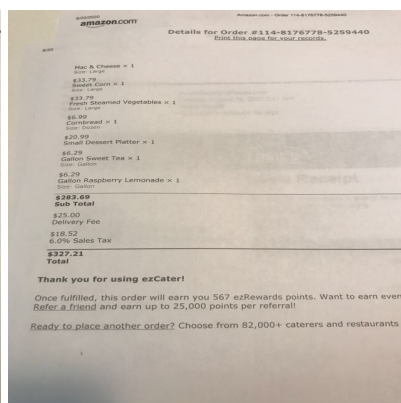 amazon.com
Amazon.com - Order 114-8176778-5259440
Details for Order #114-8176778-5259440
Print this page for your records.
Mac & Cheese × 1
Size: Large
$33.79
Sweet Corn × 1
Size: Large
$33.79
Fresh Steamed Vegetables × 1
Size: Large
$6.99
Cornbread × 1
Size: Dozen
$20.99
Small Dessert Platter × 1
$6.29
Gallon Sweet Tea × 1
Size: Gallon
$6.29
Gallon Raspberry Lemonade × 1
Size: Gallon
$283.69
Sub Total
$25.00
Delivery Fee
$18.52
6.0% Sales Tax
$327.21
Total
Thank you for using ezCater!
Once fulfilled, this order will earn you 567 ezRewards points. Want to earn even
Refer a friend and earn up to 25,000 points per referral!
Ready to place another order? Choose from 82,000+ caterers and restaurants